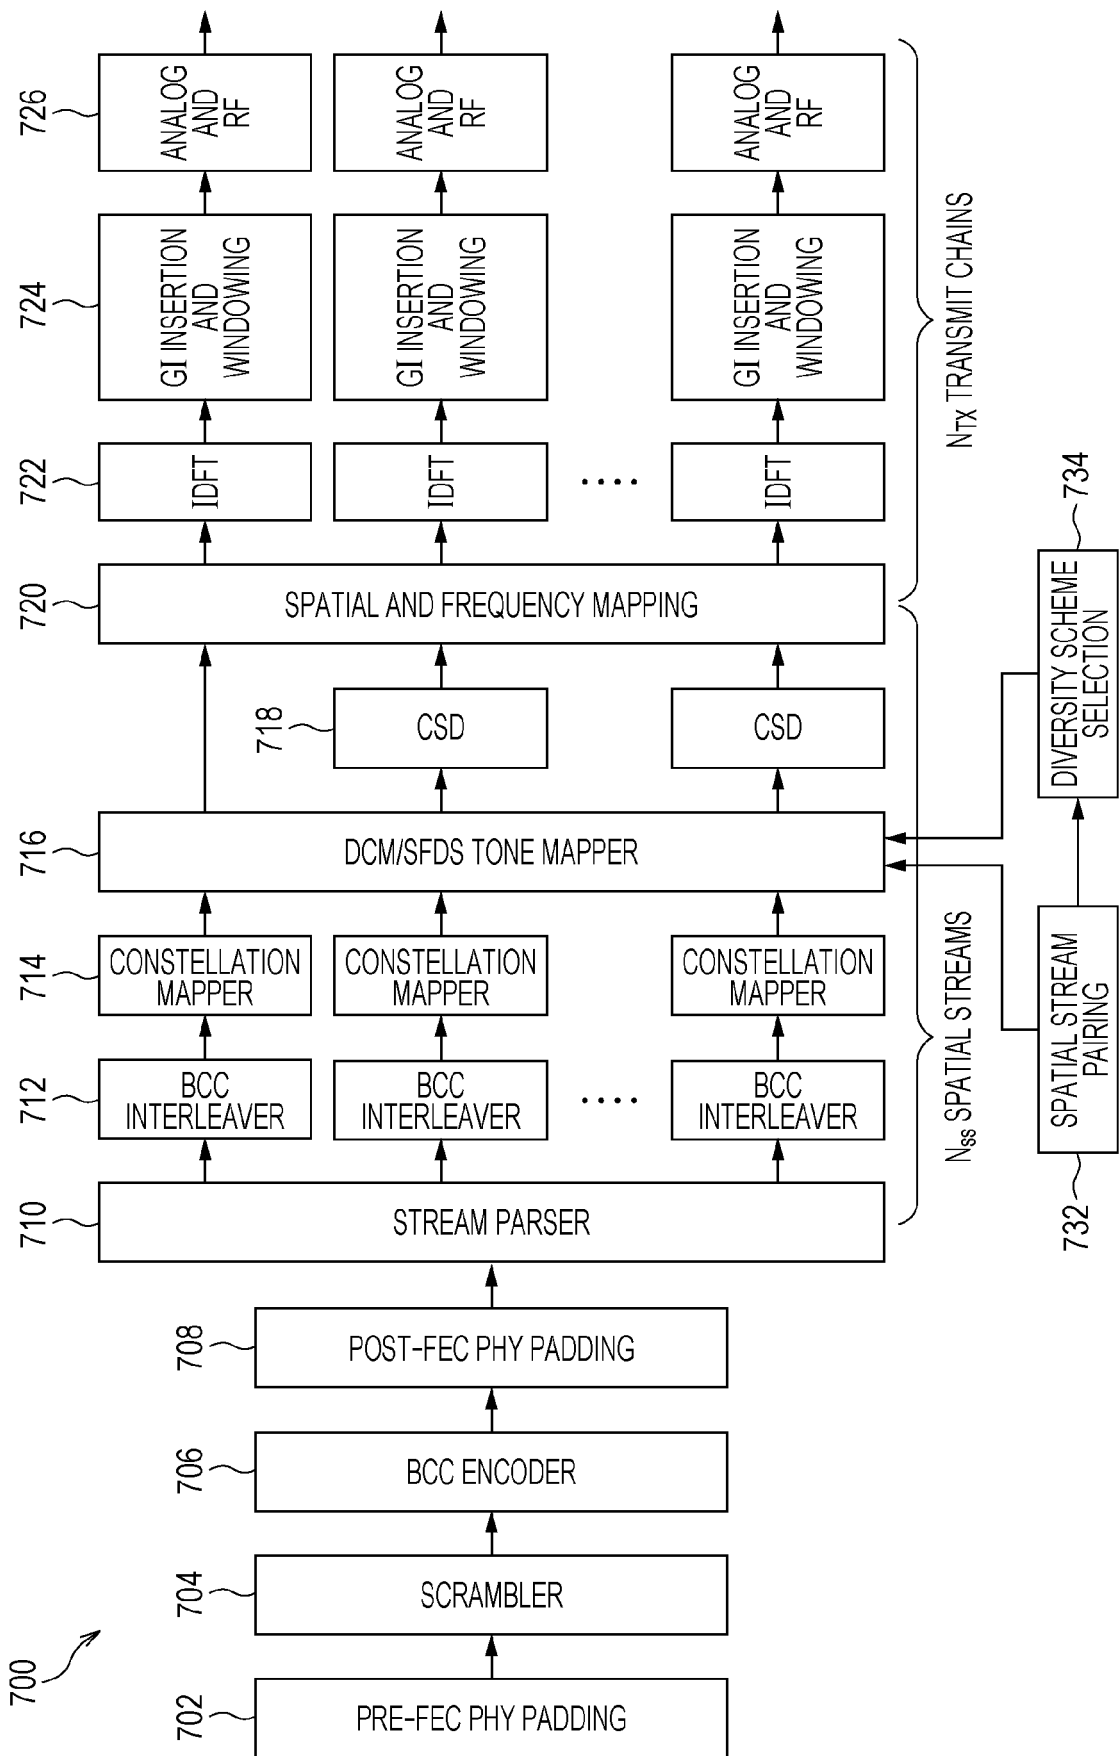 700
702
PRE-FEC PHY PADDING
704
SCRAMBLER
706
BCC ENCODER
708
POST-FEC PHY PADDING
710
STREAM PARSER
712
BCC
INTERLEAVER
BCC
INTERLEAVER
....
BCC
INTERLEAVER
714
CONSTELLATION
MAPPER
CONSTELLATION
MAPPER
CONSTELLATION
MAPPER
716
DCM/SFDS TONE MAPPER
718
CSD
CSD
720
SPATIAL AND FREQUENCY MAPPING
722
IDFT
IDFT
....
IDFT
724
GI INSERTION
AND
WINDOWING
GI INSERTION
AND
WINDOWING
GI INSERTION
AND
WINDOWING
726
ANALOG
AND
RF
ANALOG
AND
RF
ANALOG
AND
RF
NSS SPATIAL STREAMS
NTX TRANSMIT CHAINS
732
SPATIAL STREAM
PAIRING
734
DIVERSITY SCHEME
SELECTION